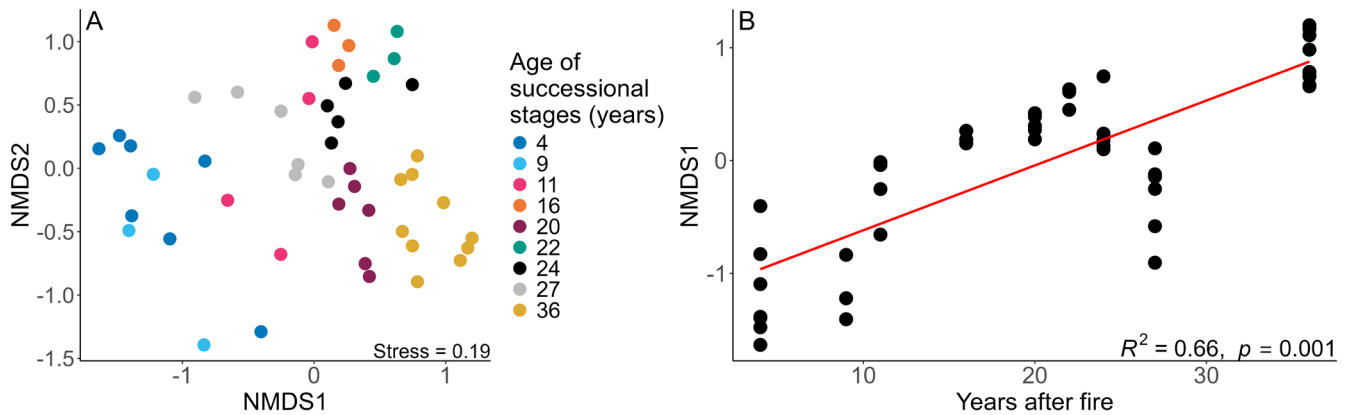 A
1.0
0.5
0.0
-0.5
-1.0
-1.5
NMDS2
-1
0
1
NMDS1
Stress = 0.19
Age of
successional
stages (years)
4
9
11
16
20
22
24
27
36
B
1
0
-1
NMDS1
10
20
30
Years after fire
R² = 0.66, p = 0.001